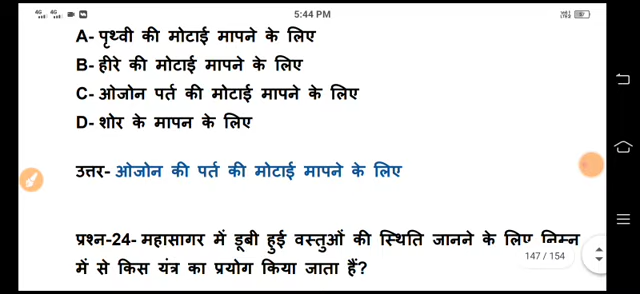 5:44 PM
A- पृथ्वी की मोटाई मापने के लिए
B- हीरे की मोटाई मापने के लिए
C- ओजोन पर्त की मोटाई मापने के लिए
D- शोर के मापन के लिए
उत्तर- ओजोन की पर्त की मोटाई मापने के लिए
प्रश्न-24- महासागर में डूबी हुई वस्तुओं की स्थिति जानने के लिए निम्न
में से किस यंत्र का प्रयोग किया जाता हैं?
147 / 154